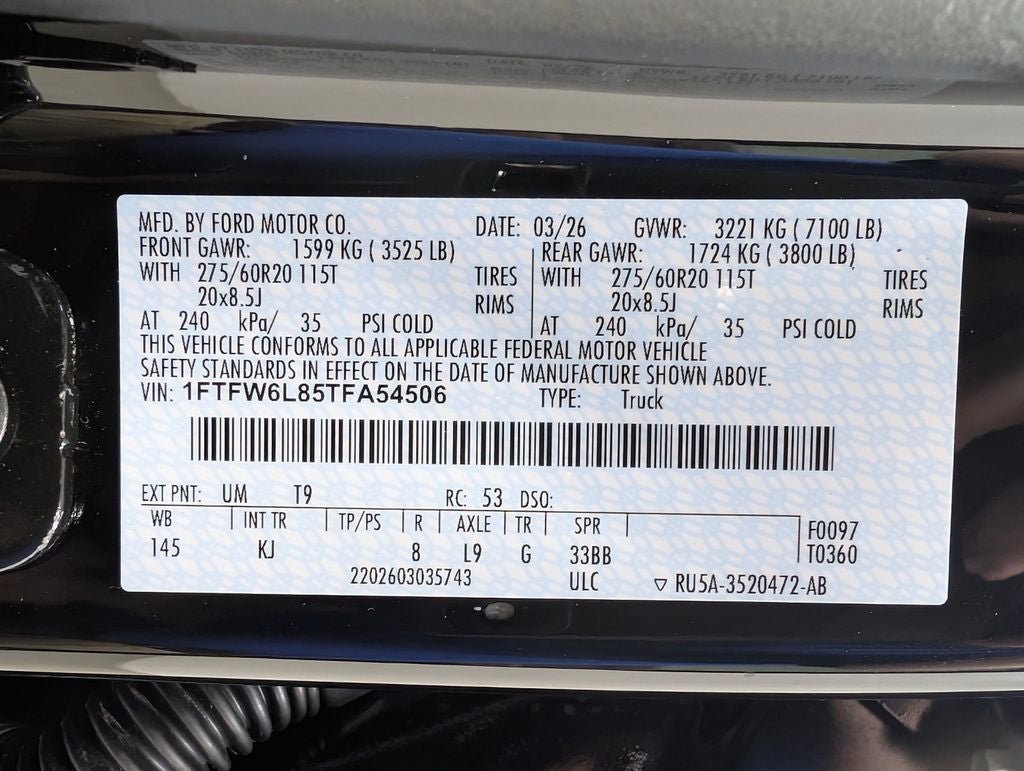 MFD. BY FORD MOTOR CO. DATE: 03/26 GVWR: 3221 KG ( 7100 LB)
FRONT GAWR: 1599 KG ( 3525 LB) REAR GAWR: 1724 KG ( 3800 LB)
WITH 275/60R20 115T TIRES WITH 275/60R20 115T TIRES
20x8.5J RIMS 20x8.5J RIMS
AT 240 kPa/ 35 PSI COLD AT 240 kPa/ 35 PSI COLD
THIS VEHICLE CONFORMS TO ALL APPLICABLE FEDERAL MOTOR VEHICLE
SAFETY STANDARDS IN EFFECT ON THE DATE OF MANUFACTURE SHOWN ABOVE.
VIN: 1FTFW6L85TFA54506 TYPE: Truck
EXT PNT: UM T9 RC: 53 DSO:
WB INT TR TP/PS R AXLE TR SPR F0097
145 KJ 8 L9 G 33BB T0360
2202603035743 ULC ▽ RU5A-3520472-AB